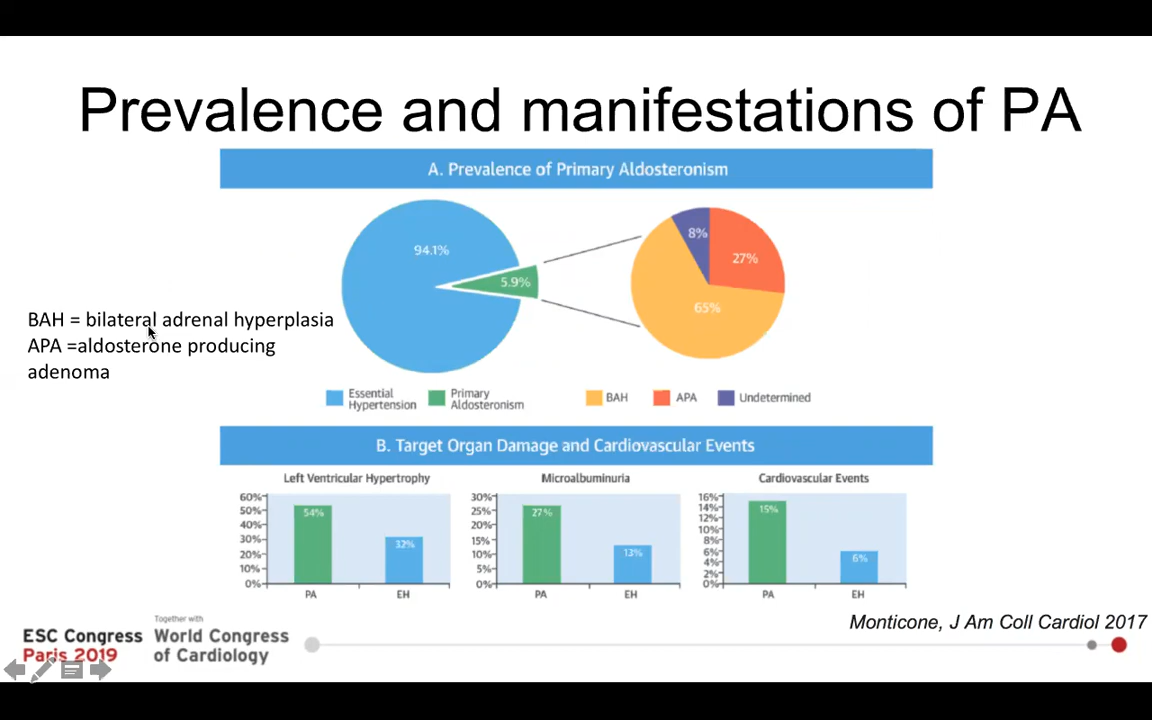 Prevalence and manifestations of PA
A. Prevalence of Primary Aldosteronism
94.1%
5.9%
8%
27%
65%
BAH = bilateral adrenal hyperplasia
APA =aldosterone producing
adenoma
Essential
Hypertension
Primary
Aldosteronism
BAH
APA
Undetermined
B. Target Organ Damage and Cardiovascular Events
Left Ventricular Hypertrophy
60%
50%
40%
30%
20%
10%
0%
54%
32%
PA
EH
Microalbuminuria
30%
25%
20%
15%
10%
5%
0%
27%
13%
PA
EH
Cardiovascular Events
16%
14%
12%
10%
8%
6%
4%
2%
0%
15%
6%
PA
EH
Monticone, J Am Coll Cardiol 2017
ESC Congress
Paris 2019
Together with
World Congress
of Cardiology